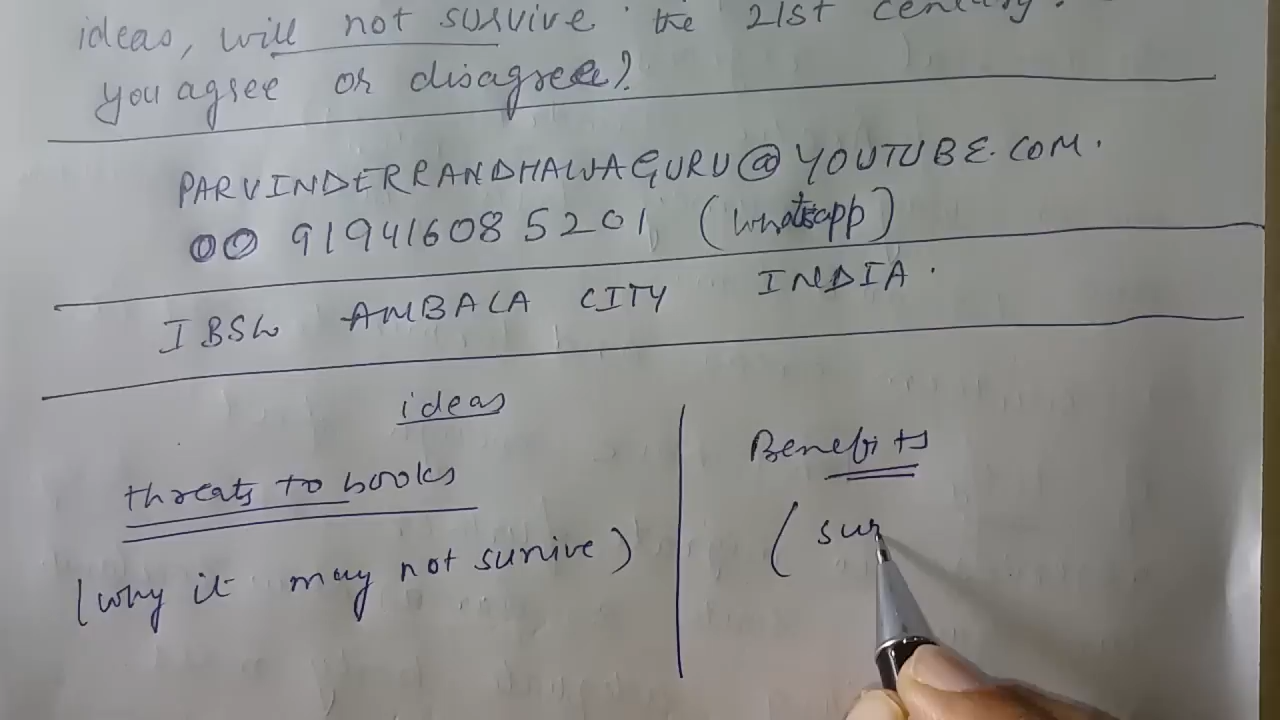 ideas, will not survive the 21st century.
you agree or disagree?
PARVINDERRANDHAWAGURU@YOUTUBE.COM.
00 919416085201 (whatsapp)
IBSW AMBALA CITY INDIA.
ideas
threats to books
(why it may not survive)
Benefits
(sur